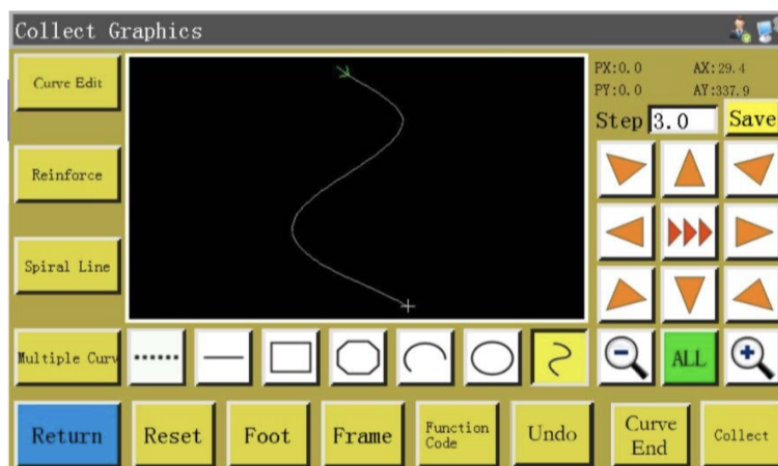 Collect Graphics
Curve Edit
PX:0.0 AX:29.4
PY:0.0 AY:337.9
Step 3.0 Save
Reinforce
Spiral Line
Multiple Curv
ALL
Return Reset Foot Frame Function Code Undo Curve End Collect